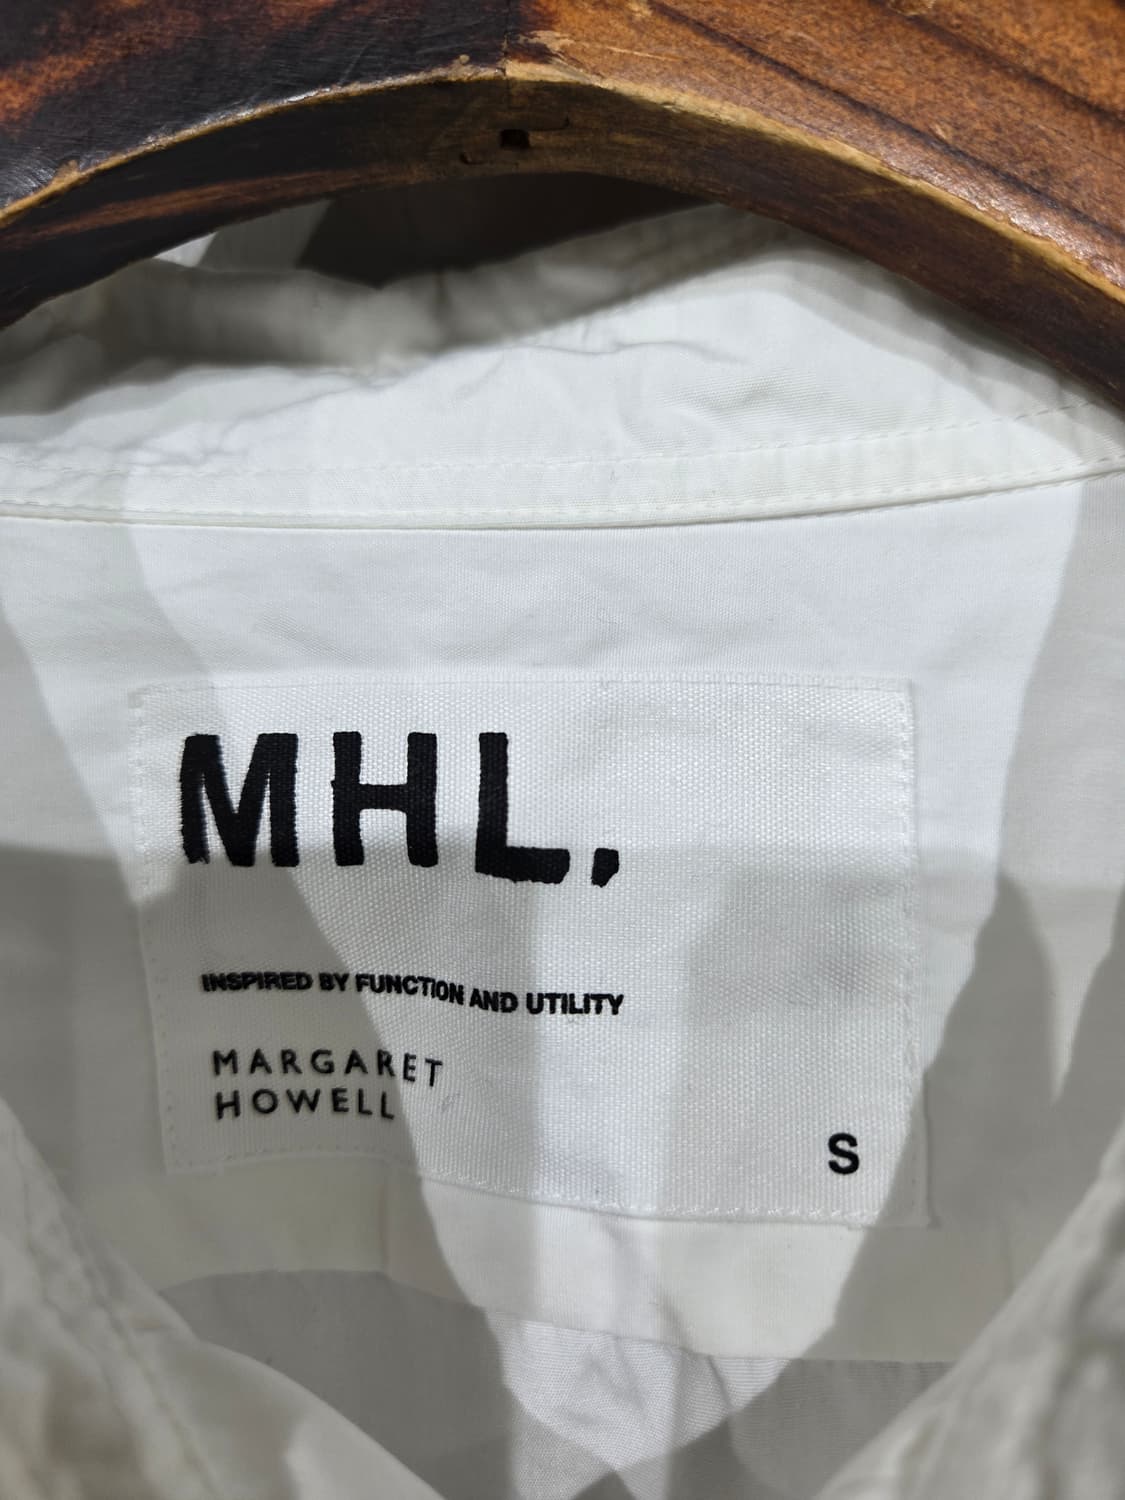 MHL.
INSPIRED BY FUNCTION AND UTILITY
MARGARET
HOWELL
S